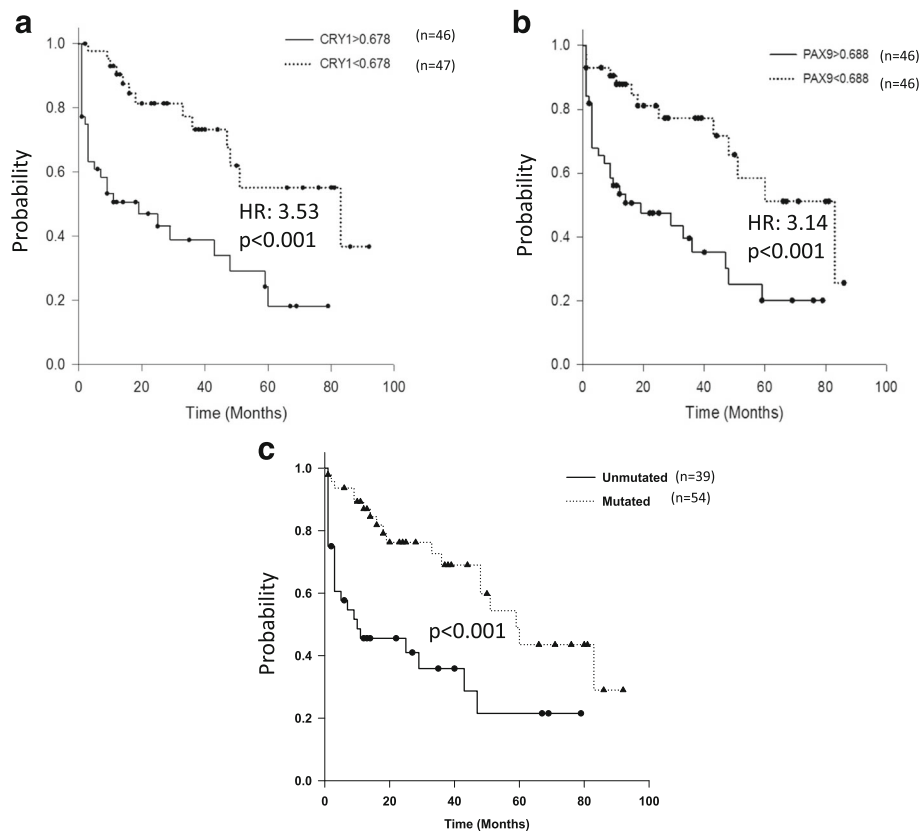 a
CRY1>0.678 (n=46)
CRY1<0.678 (n=47)
1.0
0.8
0.6
0.4
0.2
0.0
Probability
HR: 3.53
p<0.001
0 20 40 60 80 100
Time (Months)
b
PAX9>0.688 (n=46)
PAX9<0.688 (n=46)
1.0
0.8
0.6
0.4
0.2
0.0
Probability
HR: 3.14
p<0.001
0 20 40 60 80 100
Time (Months)
c
Unmutated (n=39)
Mutated (n=54)
1.0
0.8
0.6
0.4
0.2
0.0
Probability
p<0.001
0 20 40 60 80 100
Time (Months)